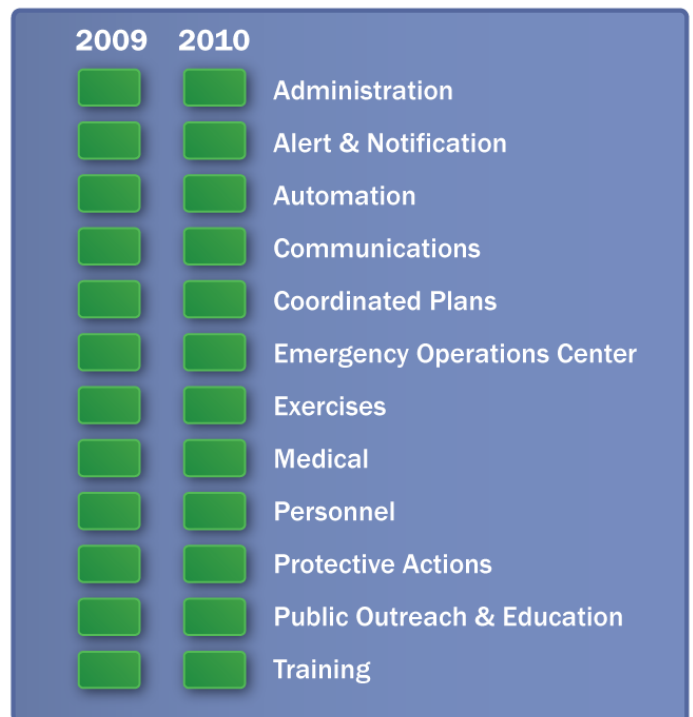 2009 2010
Administration
Alert & Notification
Automation
Communications
Coordinated Plans
Emergency Operations Center
Exercises
Medical
Personnel
Protective Actions
Public Outreach & Education
Training